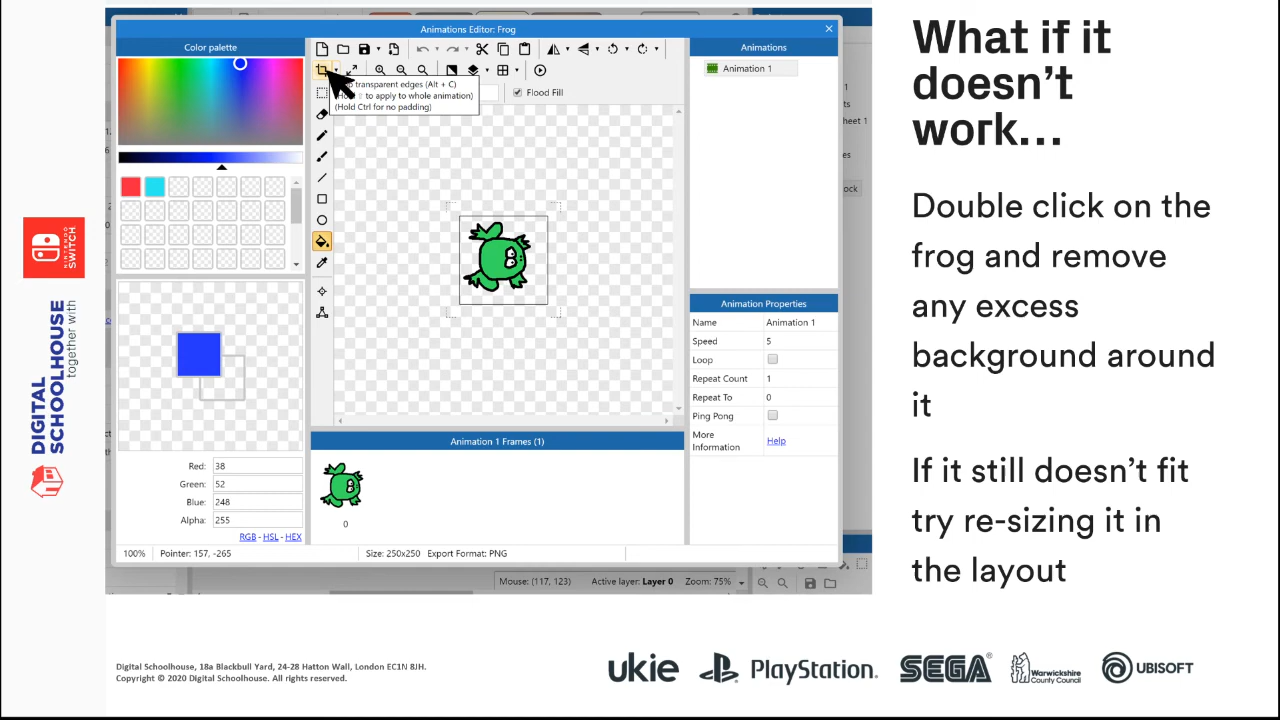 What if it
doesn't
work...
Double click on the
frog and remove
any excess
background around
it
If it still doesn't fit
try re-sizing it in
the layout
Animations Editor: Frog
Color palette
Animations
Animation 1
transparent edges (Alt + C)
to apply to whole animation)
(Hold Ctrl for no padding)
Flood Fill
Animation Properties
Name Animation 1
Speed 5
Loop
Repeat Count 1
Repeat To 0
Ping Pong
More
Information Help
Animation 1 Frames (1)
0
Red: 38
Green: 52
Blue: 248
Alpha: 255
RGB - HSL - HEX
100% Pointer: 157, -265 Size: 250x250 Export Format: PNG
Mouse: (117, 123) Active layer: Layer 0 Zoom: 75%
heet 1
NINTENDO
SWITCH
DIGITAL
SCHOOLHOUSE
together with
Digital Schoolhouse, 18a Blackbull Yard, 24-28 Hatton Wall, London EC1N 8JH.
Copyright © 2020 Digital Schoolhouse. All rights reserved.
ukie
PlayStation.
SEGA
Warwickshire
County Council
UBISOFT